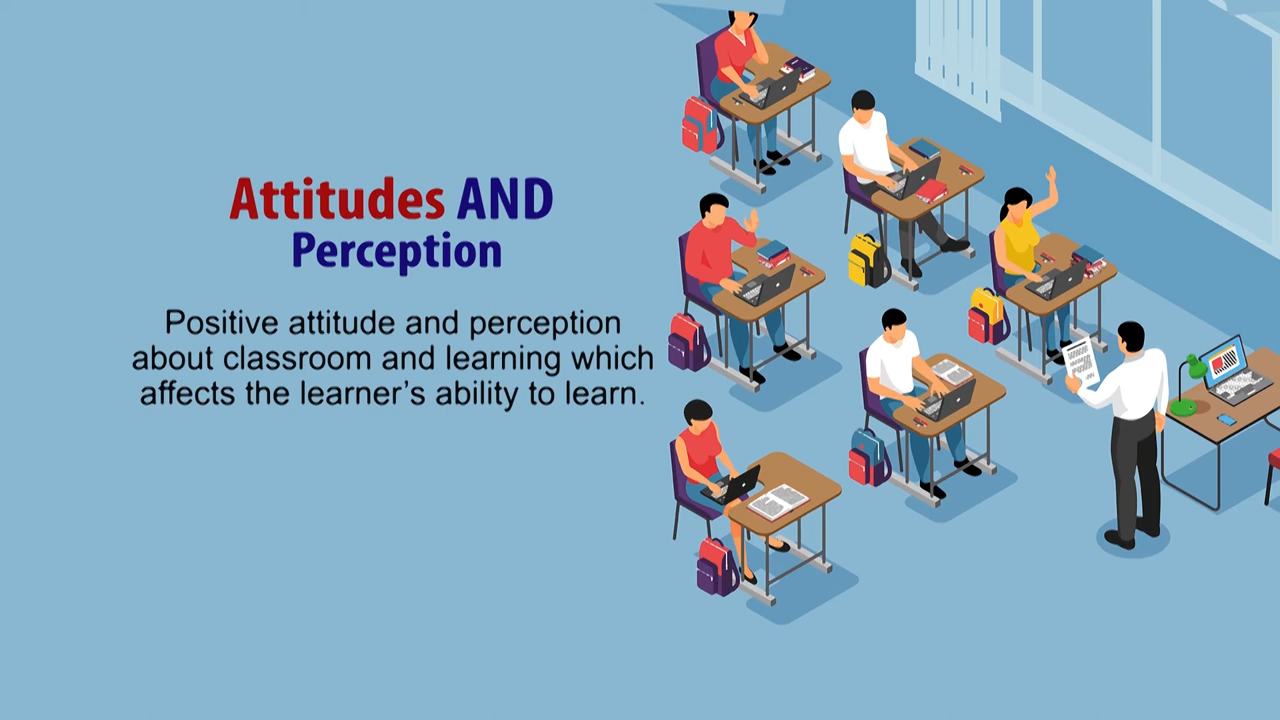 Attitudes AND
Perception
Positive attitude and perception
about classroom and learning which
affects the learner's ability to learn.